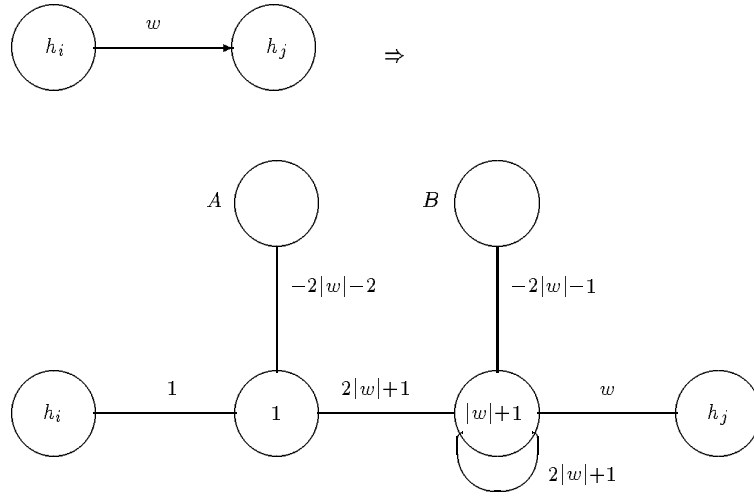 w
h_i h_j ⇒
A B
−2|w|−2 −2|w|−1
1 2|w|+1 w
h_i 1 |w|+1 h_j
2|w|+1